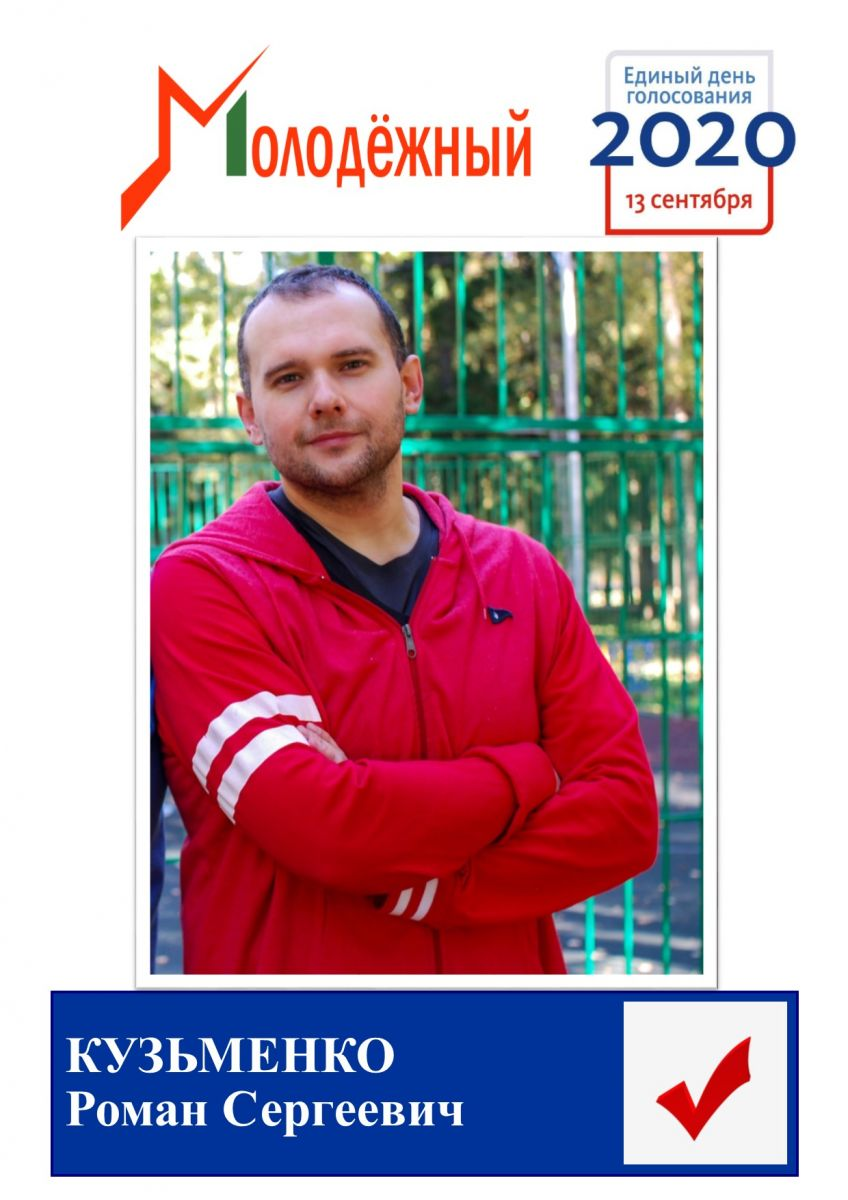 Молодёжный
Единый день
голосования
2020
13 сентября
КУЗЬМЕНКО
Роман Сергеевич